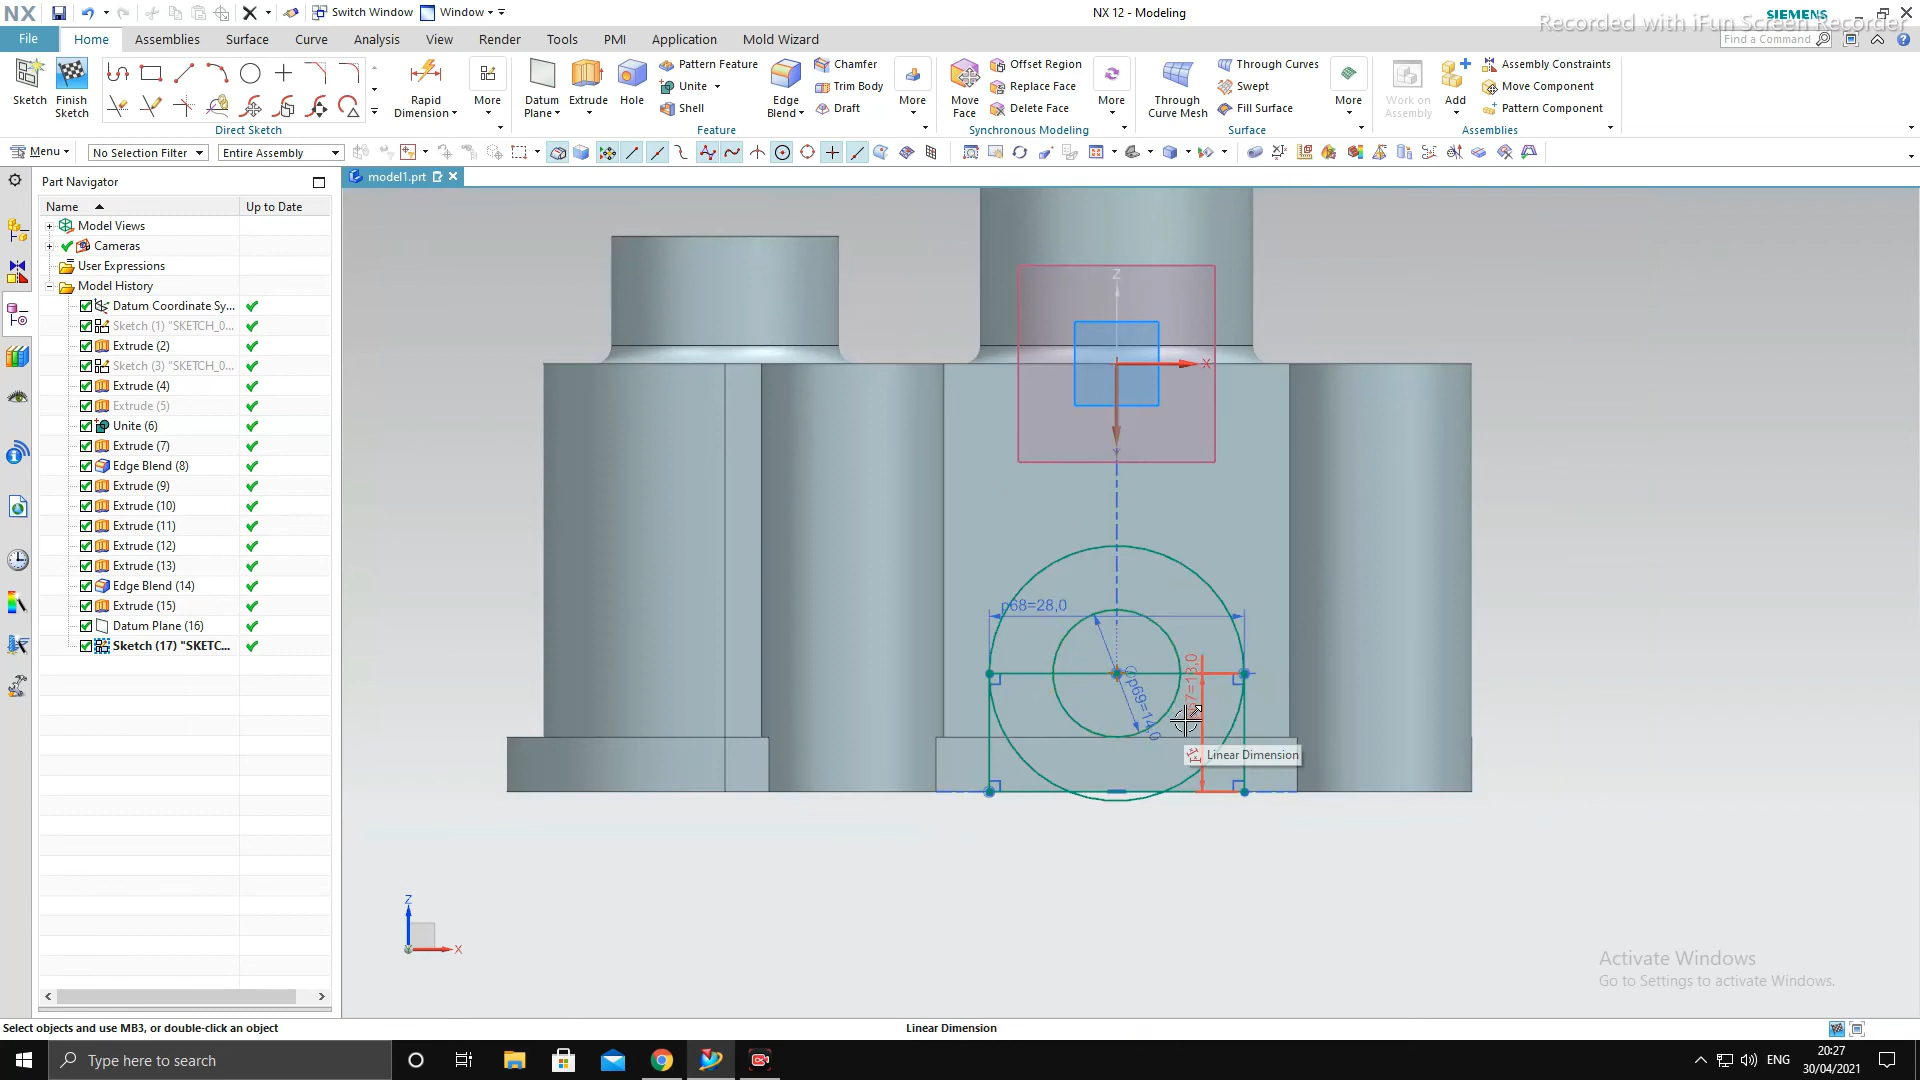 NX
Switch Window
Window
NX 12 - Modeling
SIEMENS
Recorded with iFun Screen Recorder
File
Home
Assemblies
Surface
Curve
Analysis
View
Render
Tools
PMI
Application
Mold Wizard
Find a Command
Sketch
Finish Sketch
Rapid Dimension
More
Datum Plane
Extrude
Hole
Pattern Feature
Unite
Shell
Edge Blend
Chamfer
Trim Body
Draft
More
Move Face
Offset Region
Replace Face
Delete Face
More
Through Curve Mesh
Through Curves
Swept
Fill Surface
More
Work on Assembly
Add
Assembly Constraints
Move Component
Pattern Component
Direct Sketch
Feature
Synchronous Modeling
Surface
Assemblies
Menu
No Selection Filter
Entire Assembly
Part Navigator
model1.prt
Name
Up to Date
Model Views
Cameras
User Expressions
Model History
Datum Coordinate Sy...
Sketch (1) "SKETCH_0...
Extrude (2)
Sketch (3) "SKETCH_0...
Extrude (4)
Extrude (5)
Unite (6)
Extrude (7)
Edge Blend (8)
Extrude (9)
Extrude (10)
Extrude (11)
Extrude (12)
Extrude (13)
Edge Blend (14)
Extrude (15)
Datum Plane (16)
Sketch (17) "SKETC...
Z
X
p68=28,0
p69=14,0
Linear Dimension
Z
X
Activate Windows
Go to Settings to activate Windows.
Select objects and use MB3, or double-click an object
Linear Dimension
Type here to search
ENG
20:27
30/04/2021